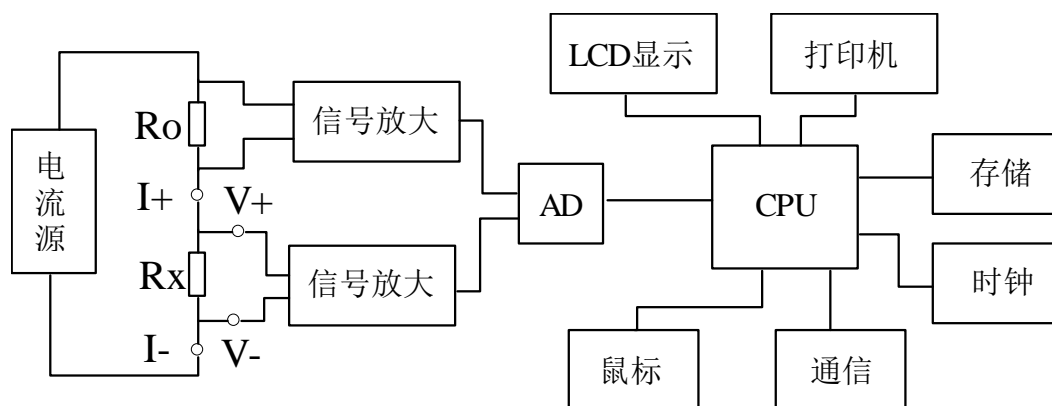 LCD显示
打印机
电
流
源
Ro
信号放大
I+
V+
AD
CPU
存储
Rx
信号放大
时钟
I-
V-
鼠标
通信